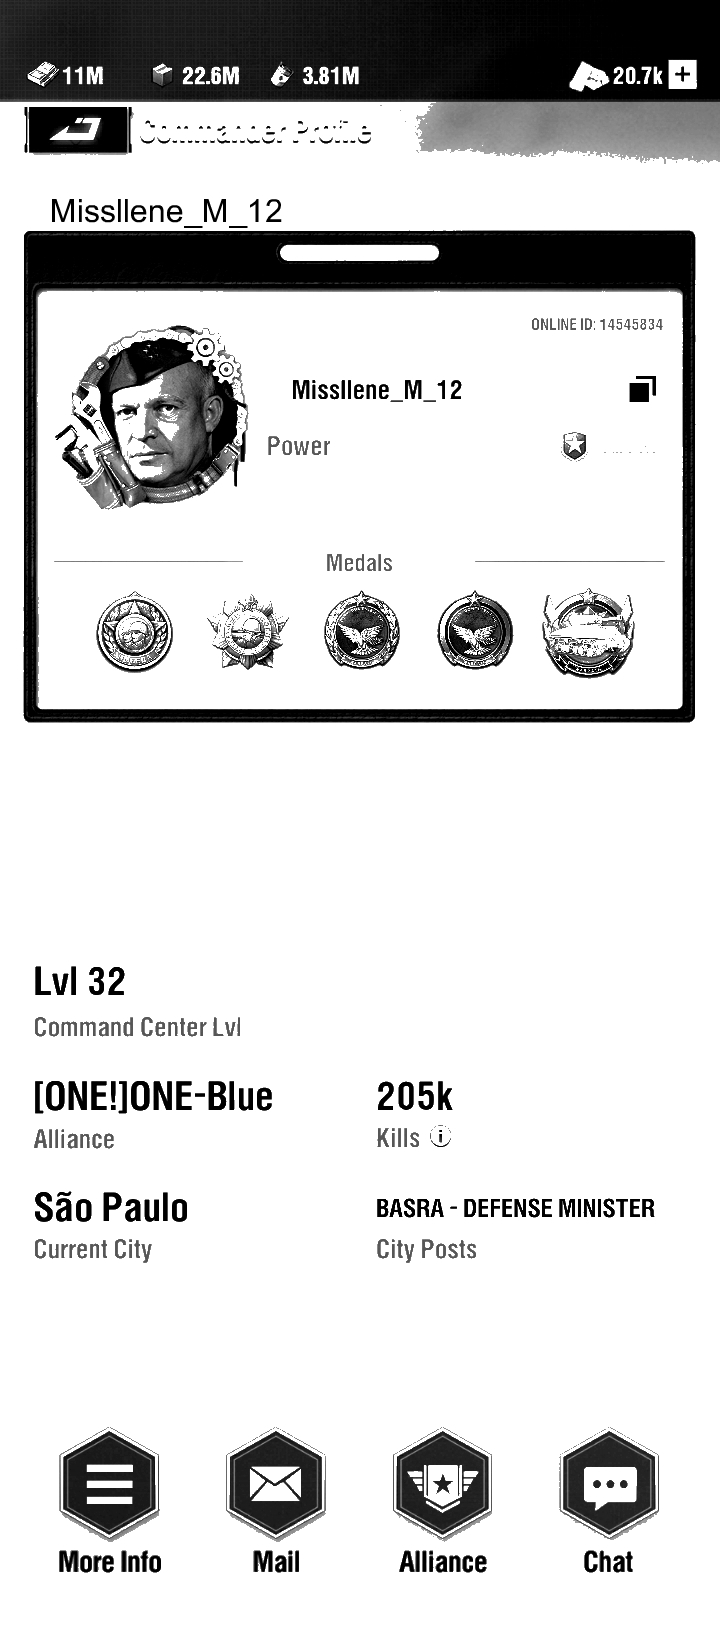 11M 22.6M 3.81M 20.7k +
Commander Profile
Missllene_M_12
ONLINE ID: 14545834
Missllene_M_12
Power
Medals
Lvl 32
Command Center Lvl
[ONE!]ONE-Blue 205k
Alliance Kills
São Paulo BASRA - DEFENSE MINISTER
Current City City Posts
More Info Mail Alliance Chat